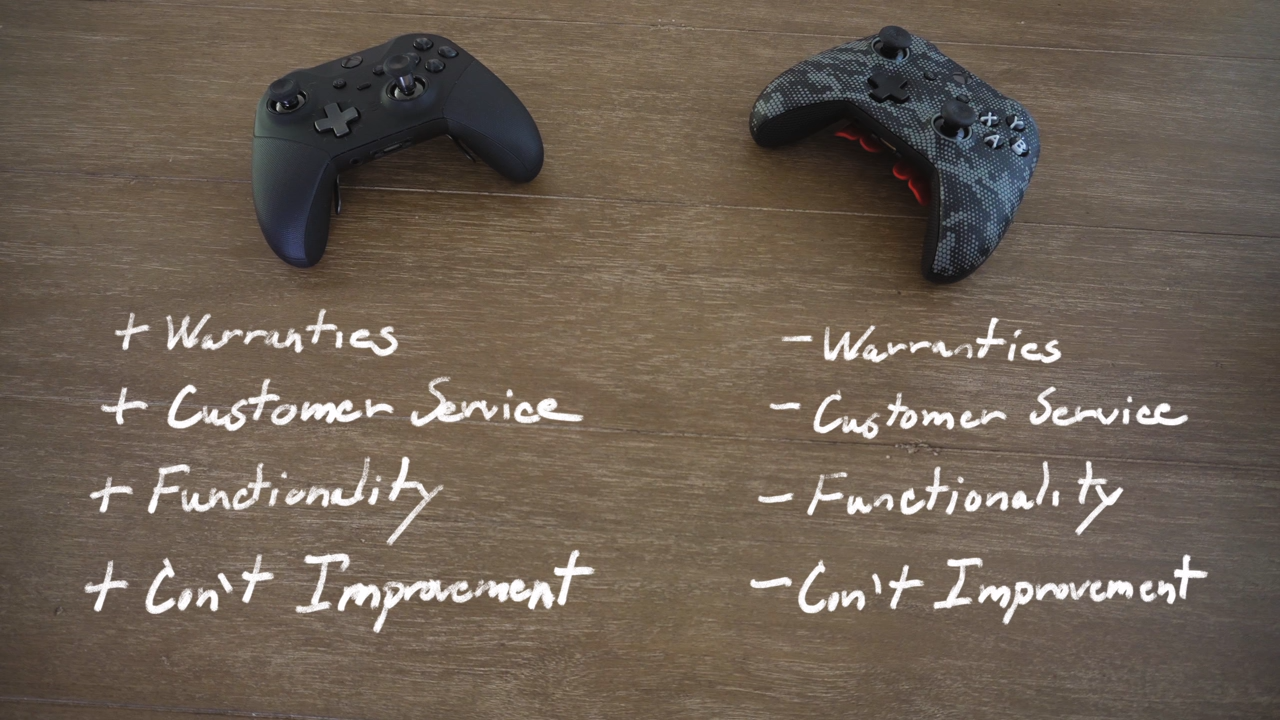 X Y
A B
+ Warranties
- Warranties
+ Customer Service
- Customer Service
+ Functionality
- Functionality
+ Con't Improvement
- Con't Improvement